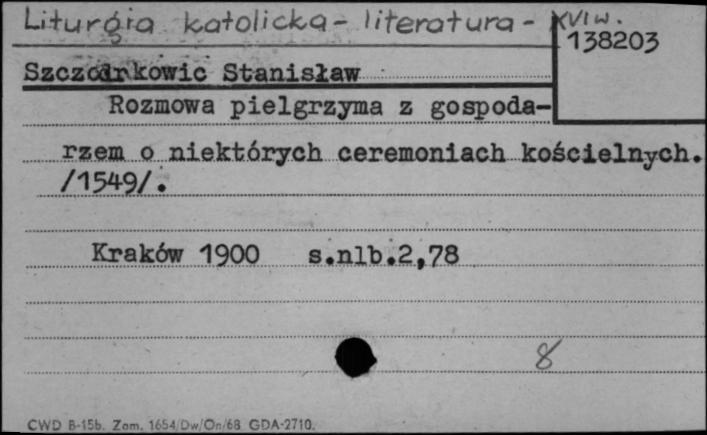 Liturgia katolicka - literatura - XVI w.
138203
Szczodrkowic Stanisław
Rozmowa pielgrzyma z gospoda-
rzem o niektórych ceremoniach kościelnych.
/1549/.
Kraków 1900 s.nlb.2,78
8
CWD B-15b. Zam. 1654/Dw/On/68 GDA-2710.